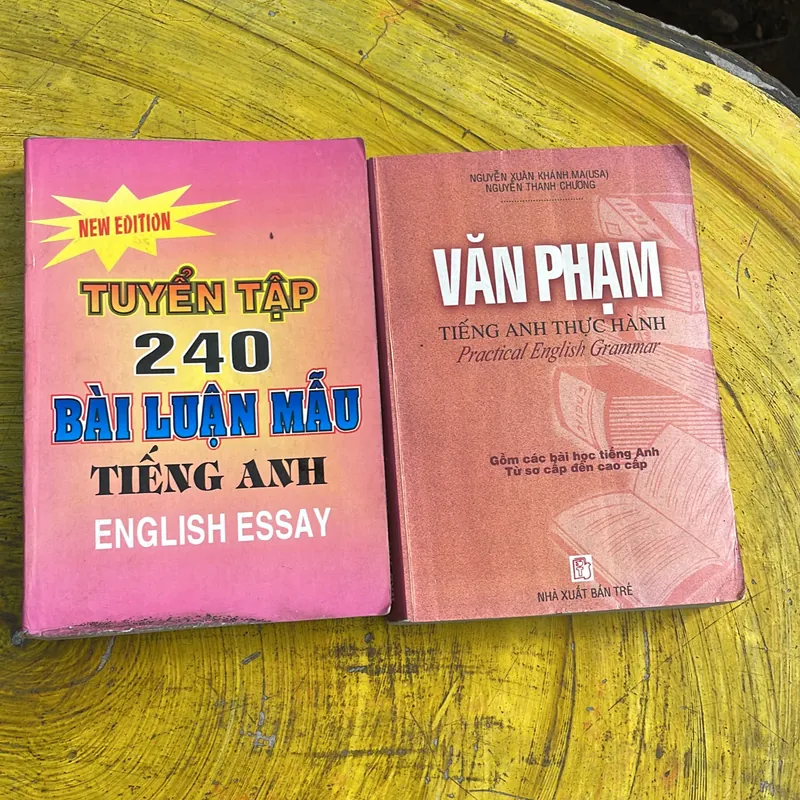 NEW EDITION
TUYỂN TẬP
240
BÀI LUẬN MẪU
TIẾNG ANH
ENGLISH ESSAY
NGUYỄN XUÂN KHÁNH.MA(USA)
NGUYỄN THANH CHƯƠNG
VĂN PHẠM
TIẾNG ANH THỰC HÀNH
Practical English Grammar
Gồm các bài học tiếng Anh
Từ sơ cấp đến cao cấp
NHÀ XUẤT BẢN TRẺ